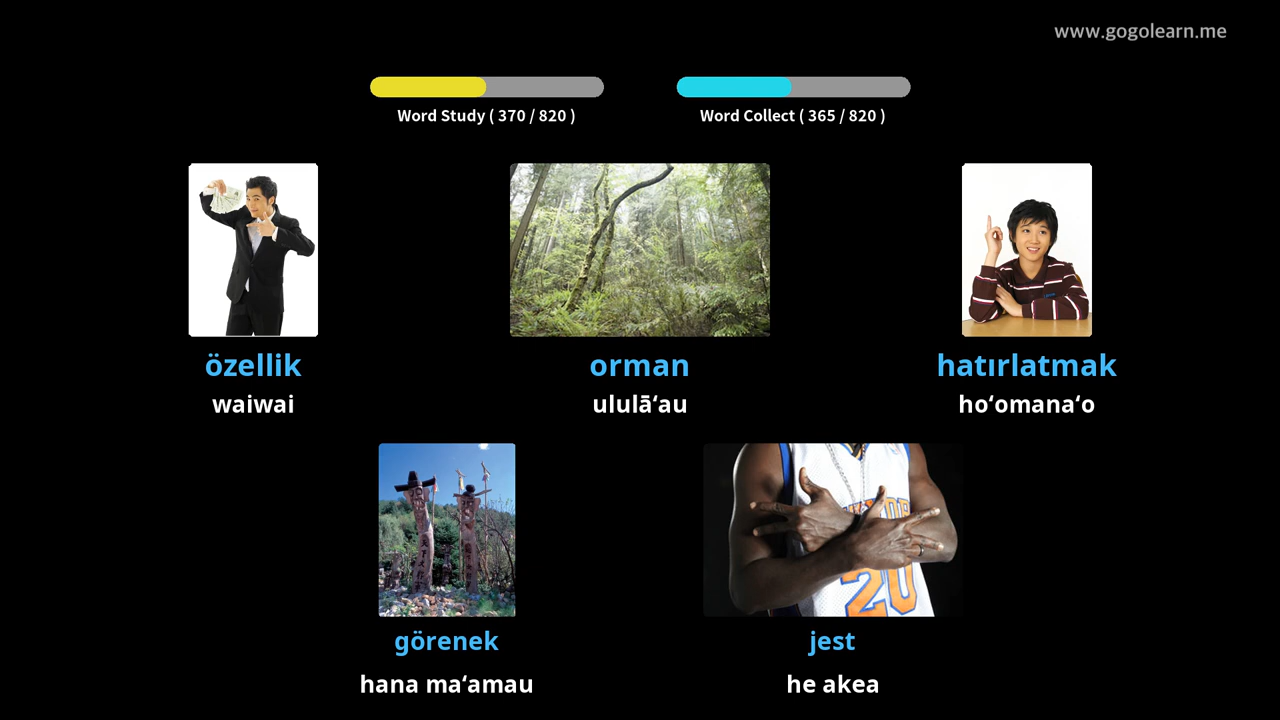 www.gogolearn.me
Word Study ( 370 / 820 )
Word Collect ( 365 / 820 )
özellik
waiwai
orman
ululāʻau
hatırlatmak
hoʻomanaʻo
görenek
hana maʻamau
jest
he akea
20